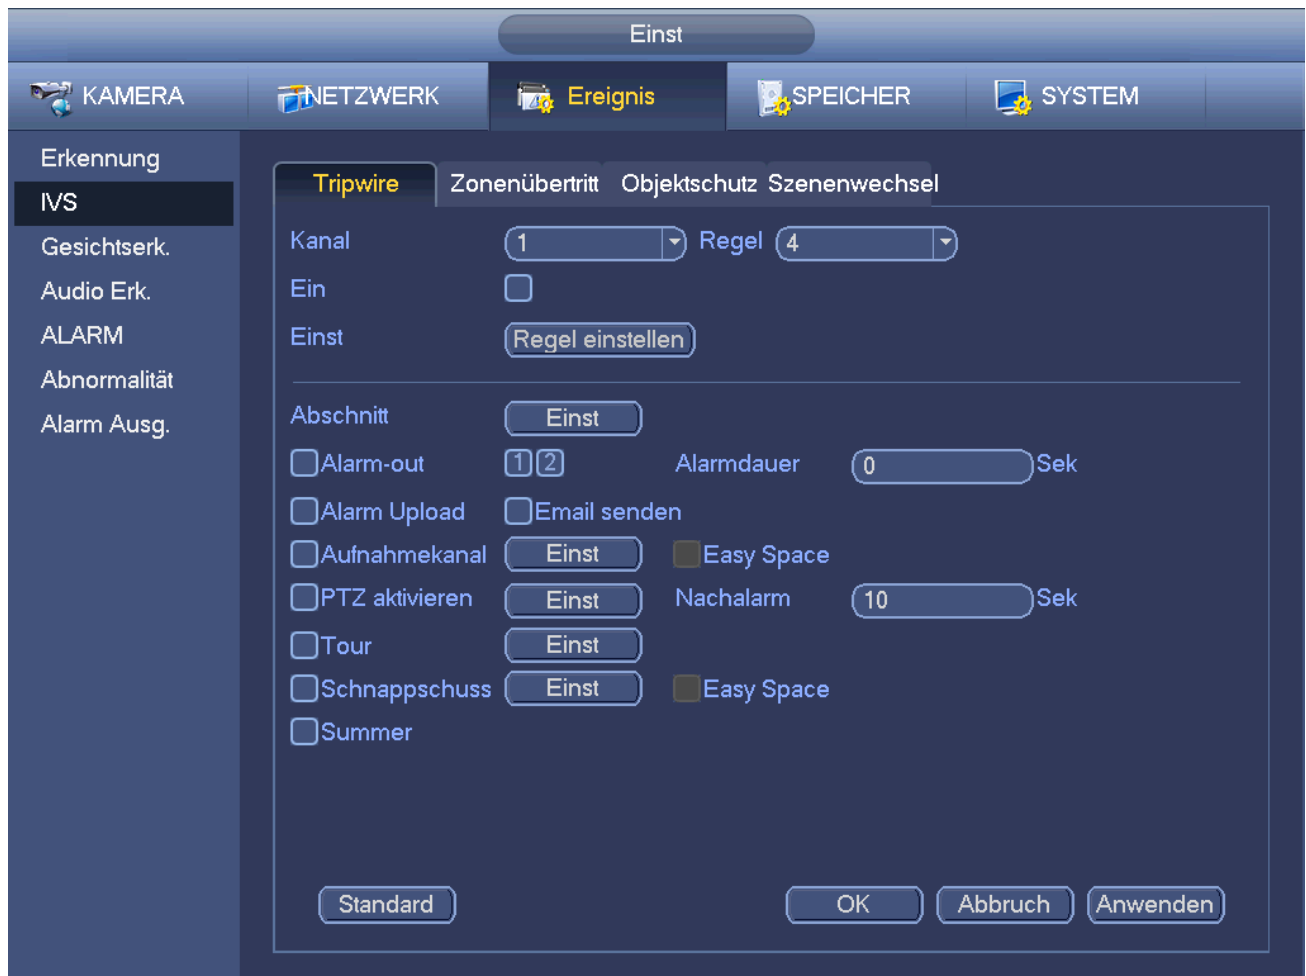 Einst
KAMERA NETZWERK Ereignis SPEICHER SYSTEM
Erkennung
IVS
Gesichtserk.
Audio Erk.
ALARM
Abnormalität
Alarm Ausg.
Tripwire Zonenübertritt Objektschutz Szenenwechsel
Kanal 1 Regel 4
Ein
Einst Regel einstellen
Abschnitt Einst
Alarm-out 1 2 Alarmdauer 0 Sek
Alarm Upload Email senden
Aufnahmekanal Einst Easy Space
PTZ aktivieren Einst Nachalarm 10 Sek
Tour Einst
Schnappschuss Einst Easy Space
Summer
Standard OK Abbruch Anwenden